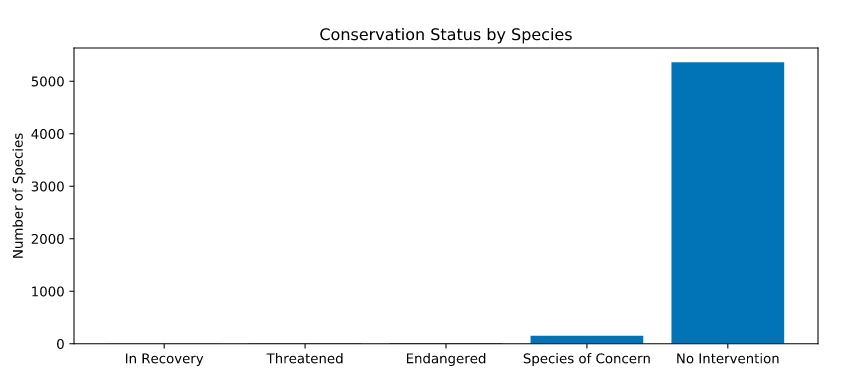 Conservation Status by Species
Number of Species
5000
4000
3000
2000
1000
0
In Recovery Threatened Endangered Species of Concern No Intervention